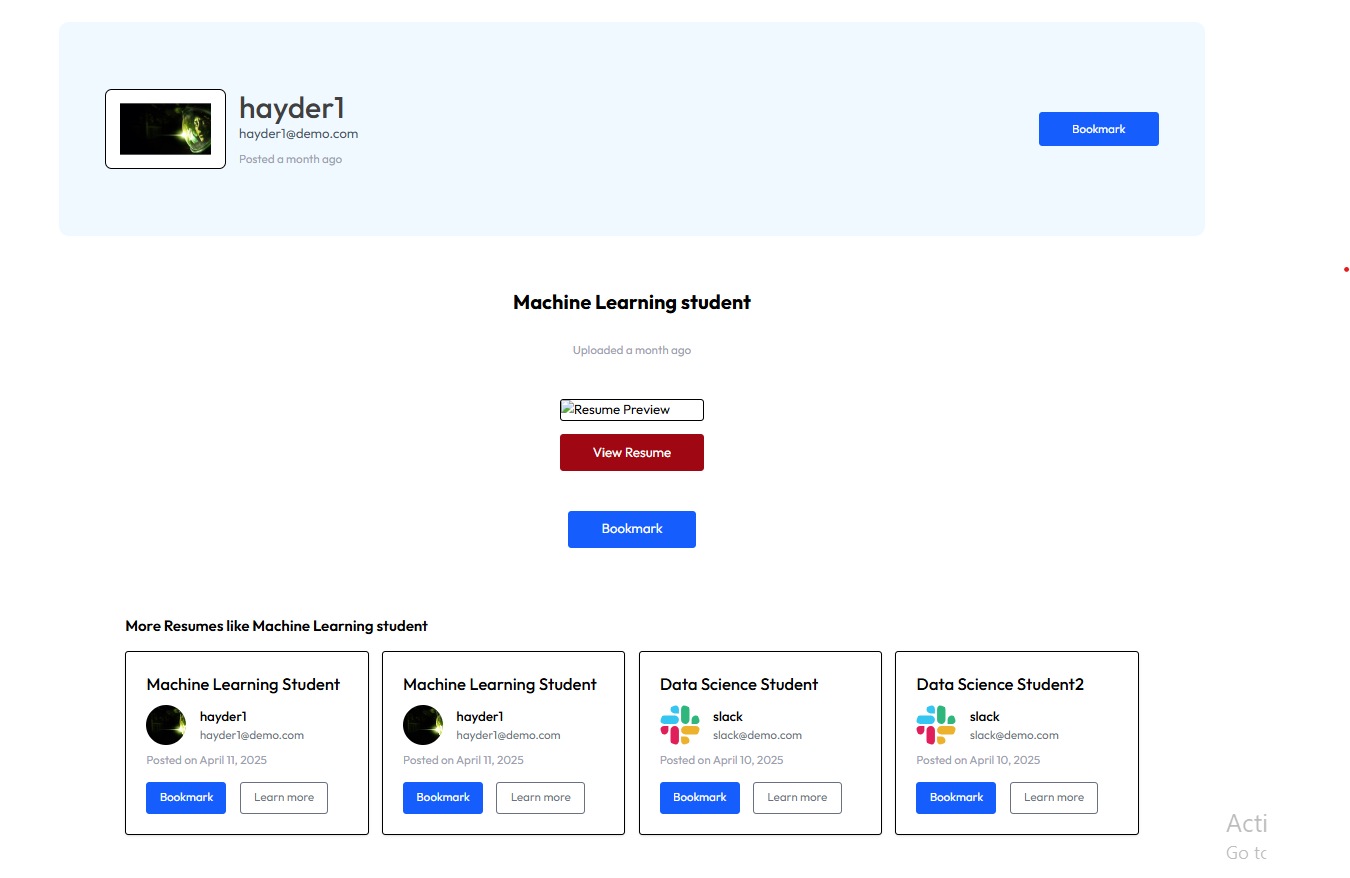 hayder1
hayder1@demo.com
Posted a month ago
Bookmark
Machine Learning student
Uploaded a month ago
Resume Preview
View Resume
Bookmark
More Resumes like Machine Learning student
Machine Learning Student
hayder1
hayder1@demo.com
Posted on April 11, 2025
Bookmark Learn more
Machine Learning Student
hayder1
hayder1@demo.com
Posted on April 11, 2025
Bookmark Learn more
Data Science Student
slack
slack@demo.com
Posted on April 10, 2025
Bookmark Learn more
Data Science Student2
slack
slack@demo.com
Posted on April 10, 2025
Bookmark Learn more
Acti
Go to